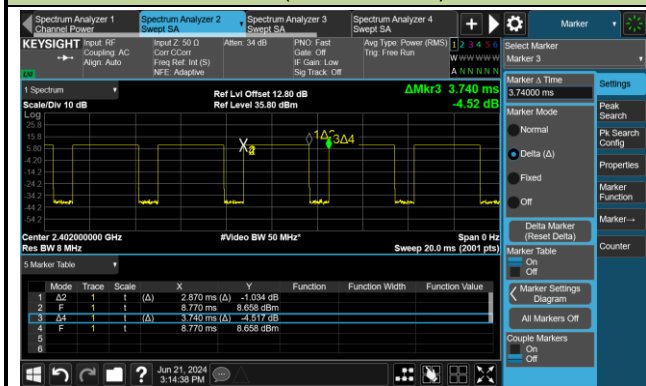 Spectrum Analyzer 1
Channel Power
Spectrum Analyzer 2
Swept SA
Spectrum Analyzer 3
Swept SA
Spectrum Analyzer 4
Swept SA
Marker
KEYSIGHT
Input: RF
Coupling: AC
Align: Auto
Input Z: 50 Ω
Corr CCorr
Freq Ref: Int (S)
NFE: Adaptive
Atten: 34 dB
PNO: Fast
Gate: Off
IF Gain: Low
Sig Track: Off
Avg Type: Power (RMS)
Trig: Free Run
1 2 3 4 5 6
W W W W W W
A N N N N N
Select Marker
Marker 3
1 Spectrum
Scale/Div 10 dB
Ref Lvl Offset 12.80 dB
Ref Level 35.80 dBm
ΔMkr3 3.740 ms
-4.52 dB
Log
25.8
15.8
5.80
-4.20
-14.2
-24.2
-34.2
-44.2
-54.2
3Δ4
Center 2.402000000 GHz
Res BW 8 MHz
#Video BW 50 MHz*
Span 0 Hz
Sweep 20.0 ms (2001 pts)
5 Marker Table
Mode Trace Scale X Y Function Function Width Function Value
1 Δ2 1 t (Δ) 2.870 ms (Δ) -1.034 dB
2 F 1 t 8.770 ms 8.658 dBm
3 Δ4 1 t (Δ) 3.740 ms (Δ) -4.517 dB
4 F 1 t 8.770 ms 8.658 dBm
5
6
Marker Δ Time
3.74000 ms
Marker Mode
Normal
Delta (Δ)
Fixed
Off
Delta Marker
(Reset Delta)
Marker Table
On
Off
Marker Settings
Diagram
All Markers Off
Couple Markers
On
Off
Settings
Peak
Search
Pk Search
Config
Properties
Marker
Function
Marker→
Counter
Jun 21, 2024
3:14:38 PM